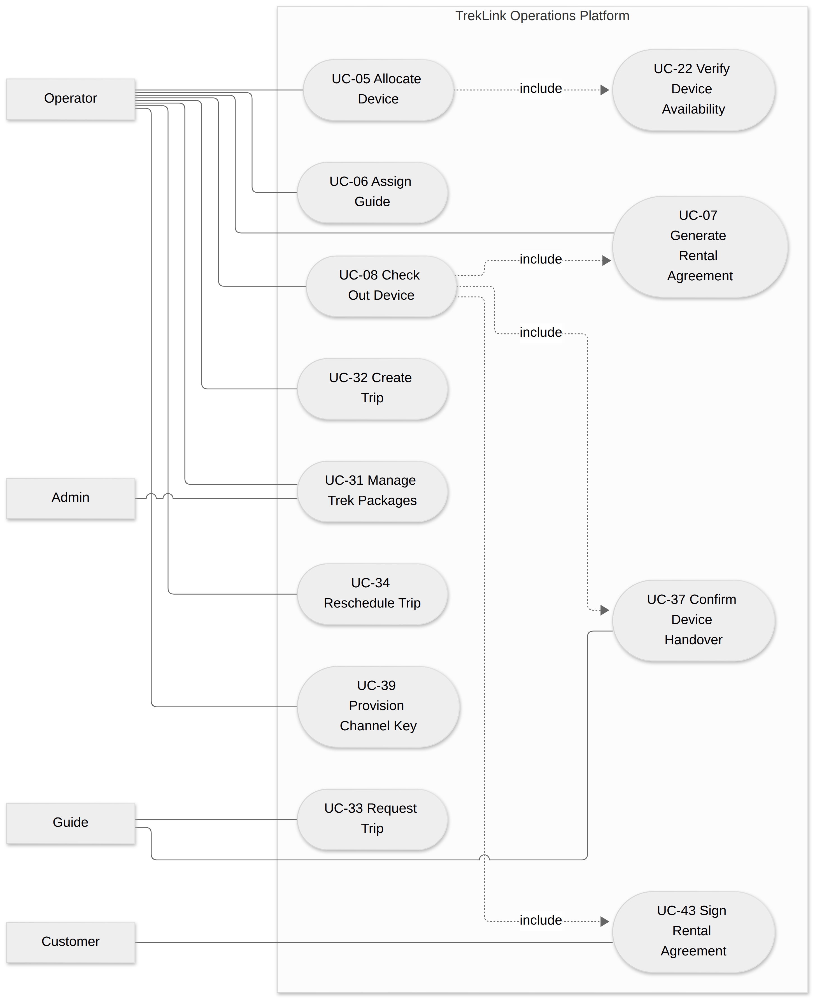 TrekLink Operations Platform
Operator
UC-05 Allocate
Device
include
UC-22 Verify
Device
Availability
UC-06 Assign
Guide
UC-07
Generate
Rental
Agreement
include
UC-08 Check
Out Device
include
UC-32 Create
Trip
Admin
UC-31 Manage
Trek Packages
UC-34
Reschedule Trip
UC-37 Confirm
Device
Handover
UC-39
Provision
Channel Key
Guide
UC-33 Request
Trip
include
UC-43 Sign
Rental
Agreement
Customer